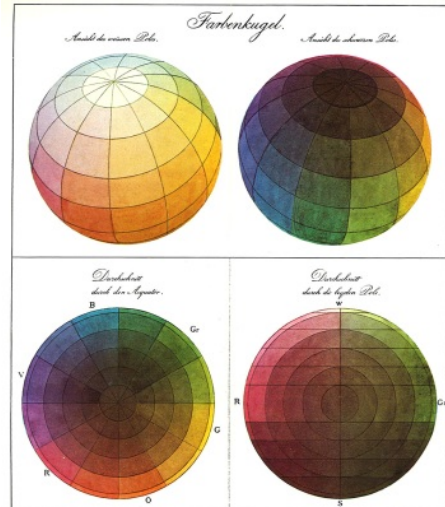 Farbenkugel.
Ansicht des weissen Pols.
Ansicht des schwarzen Pols.
Durchschnitt
durch den Aequator.
Durchschnitt
durch die beyden Pole.
B
Gr
V
G
R
O
W
R
Gr
S